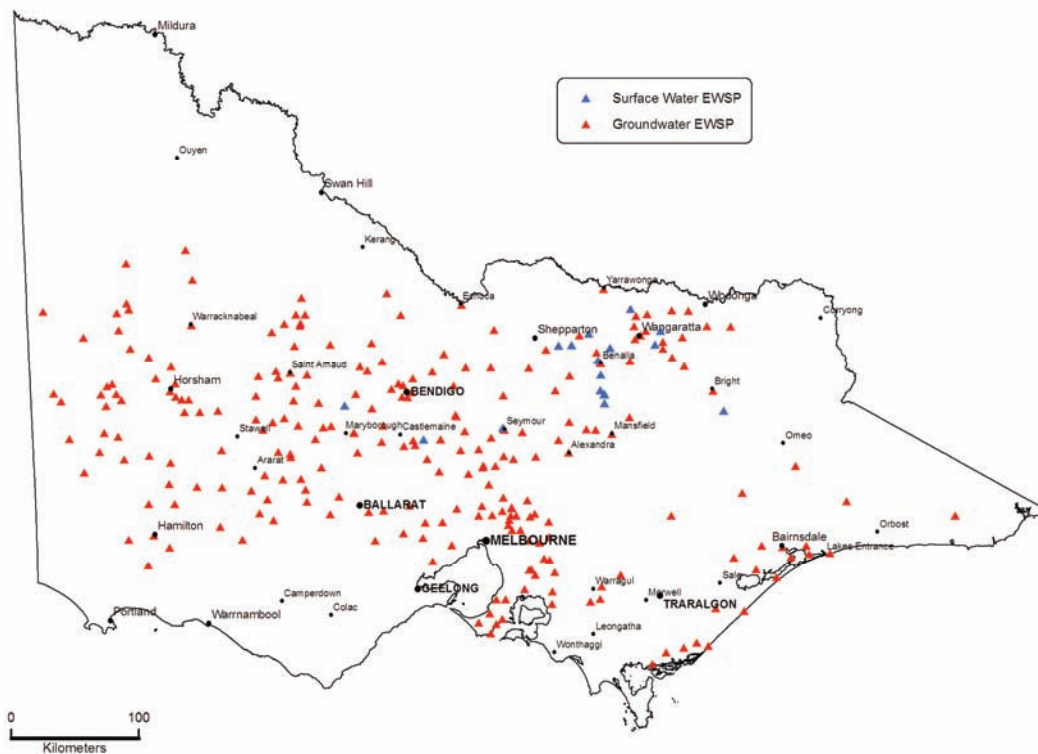 Mildura
Surface Water EWSP
Groundwater EWSP
Ouyen
Swan Hill
Kerang
Yarrawonga
Echuca
Wodonga
Corryong
Warracknabeal
Shepparton
Wangaratta
Benalla
Saint Arnaud
Horsham
BENDIGO
Bright
Stawell
Maryborough
Castlemaine
Seymour
Mansfield
Omeo
Alexandra
Ararat
BALLARAT
Hamilton
MELBOURNE
Orbost
Bairnsdale
Lakes Entrance
GEELONG
Warragul
Sale
Morwell
TRARALGON
Camperdown
Colac
Portland
Warrnambool
Leongatha
Wonthaggi
0 100
Kilometers